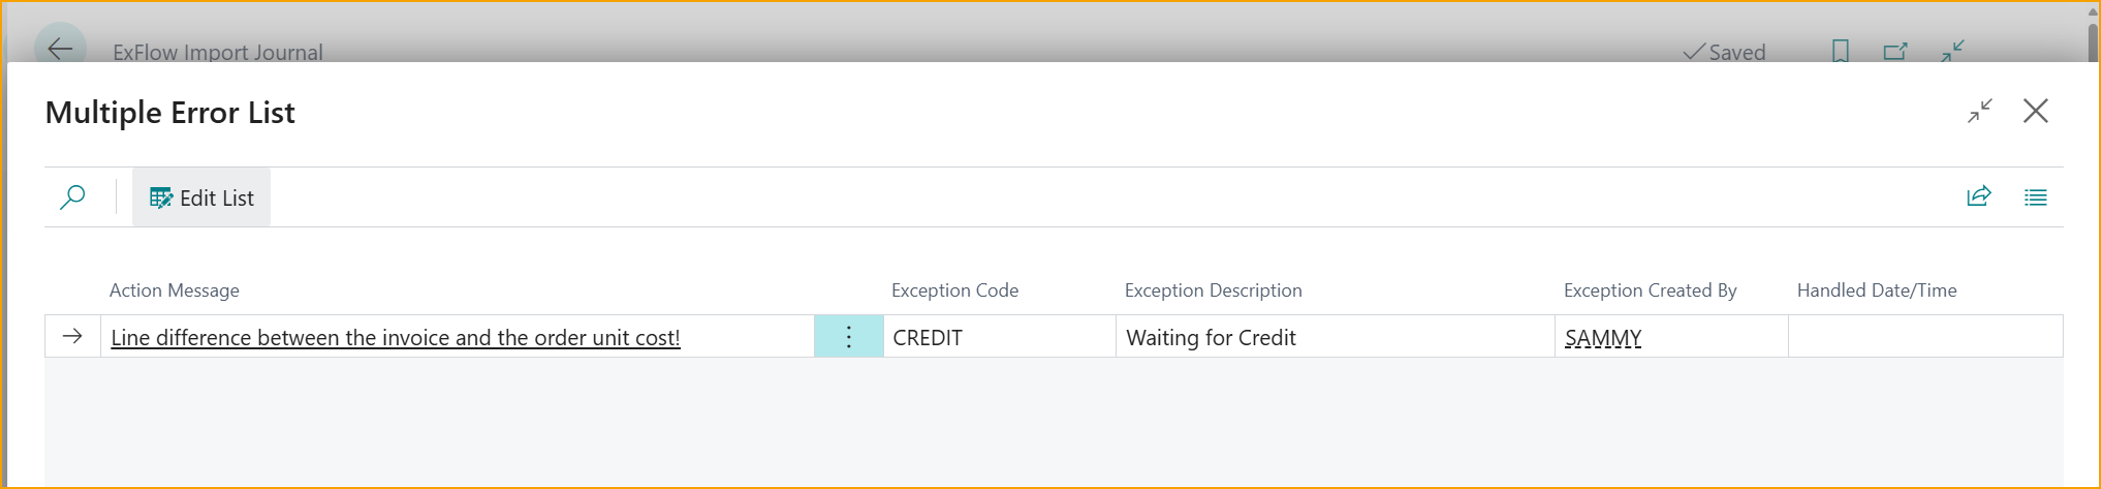 ExFlow Import Journal
Saved
Multiple Error List
Edit List
Action Message Exception Code Exception Description Exception Created By Handled Date/Time
Line difference between the invoice and the order unit cost! CREDIT Waiting for Credit SAMMY